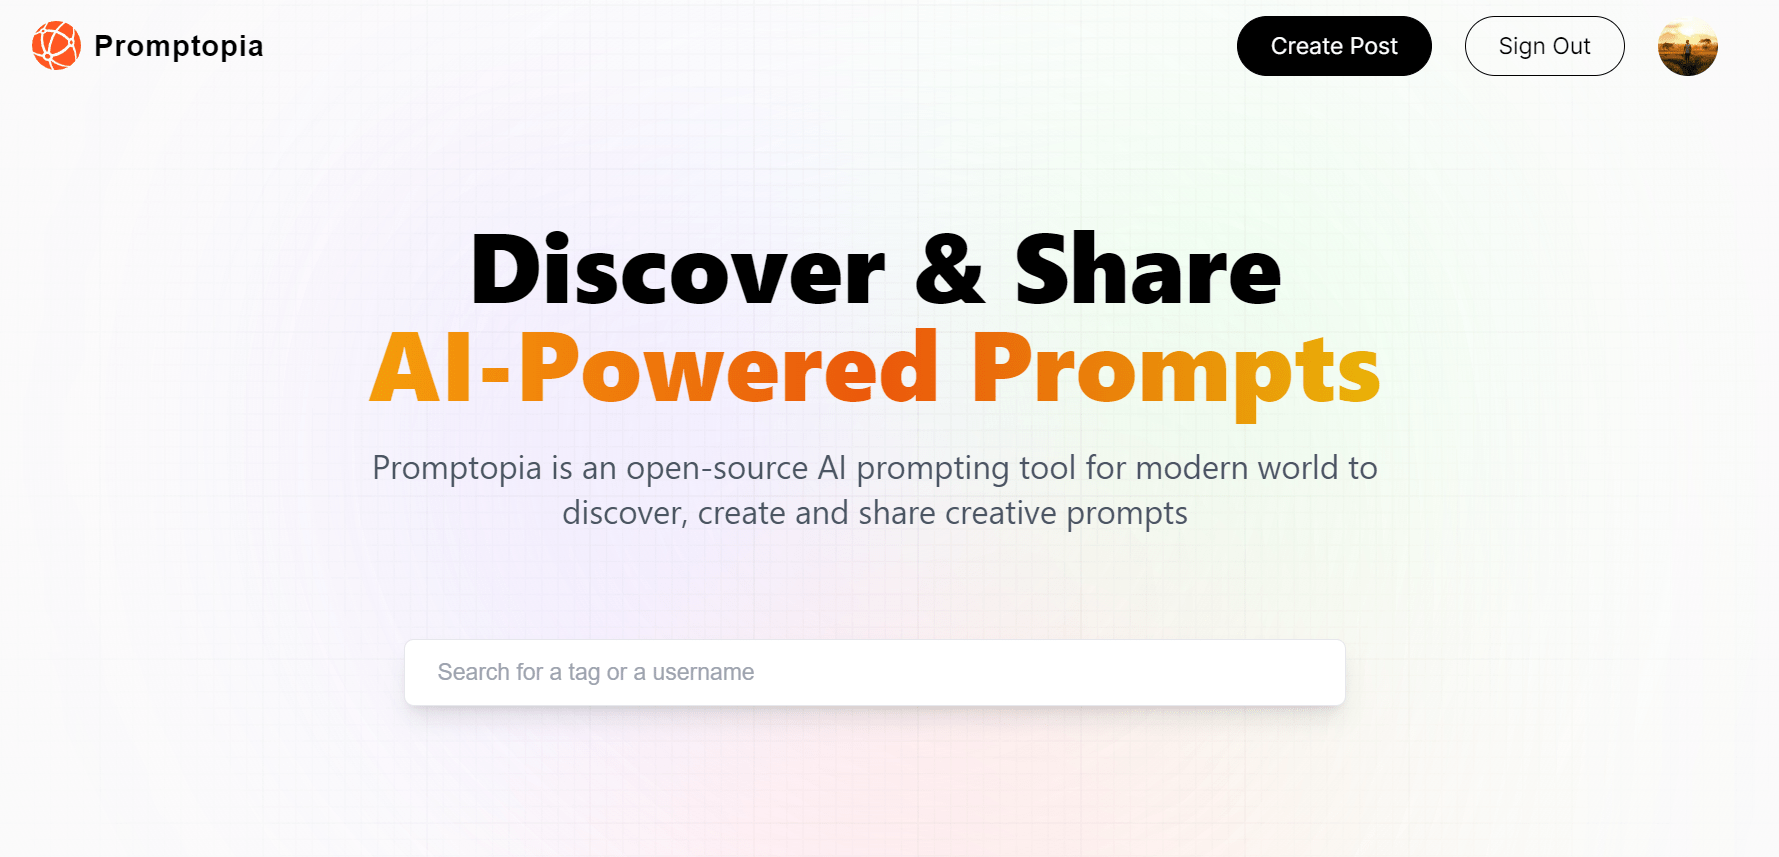 Promptopia
Create Post
Sign Out
Discover & Share
AI-Powered Prompts
Promptopia is an open-source AI prompting tool for modern world to
discover, create and share creative prompts
Search for a tag or a username